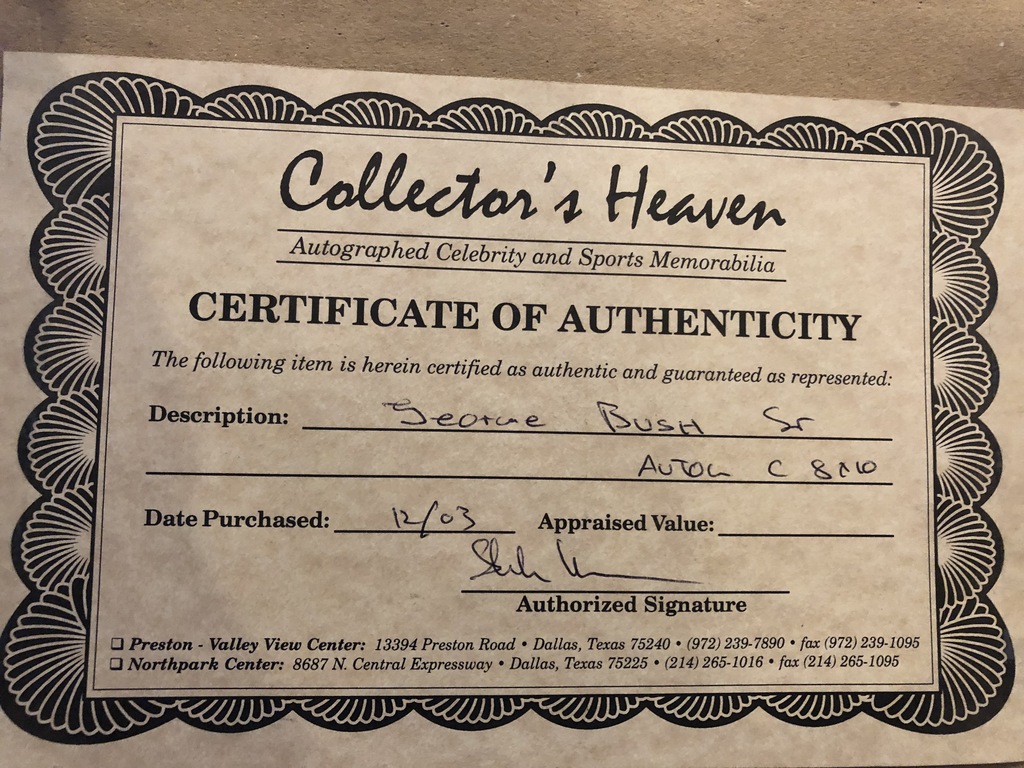 Collector's Heaven
Autographed Celebrity and Sports Memorabilia
CERTIFICATE OF AUTHENTICITY
The following item is herein certified as authentic and guaranteed as represented:
Description: George Bush Sr
Autog C 8x10
Date Purchased: 12/03 Appraised Value:
Authorized Signature
❑ Preston - Valley View Center: 13394 Preston Road • Dallas, Texas 75240 • (972) 239-7890 • fax (972) 239-1095
❑ Northpark Center: 8687 N. Central Expressway • Dallas, Texas 75225 • (214) 265-1016 • fax (214) 265-1095